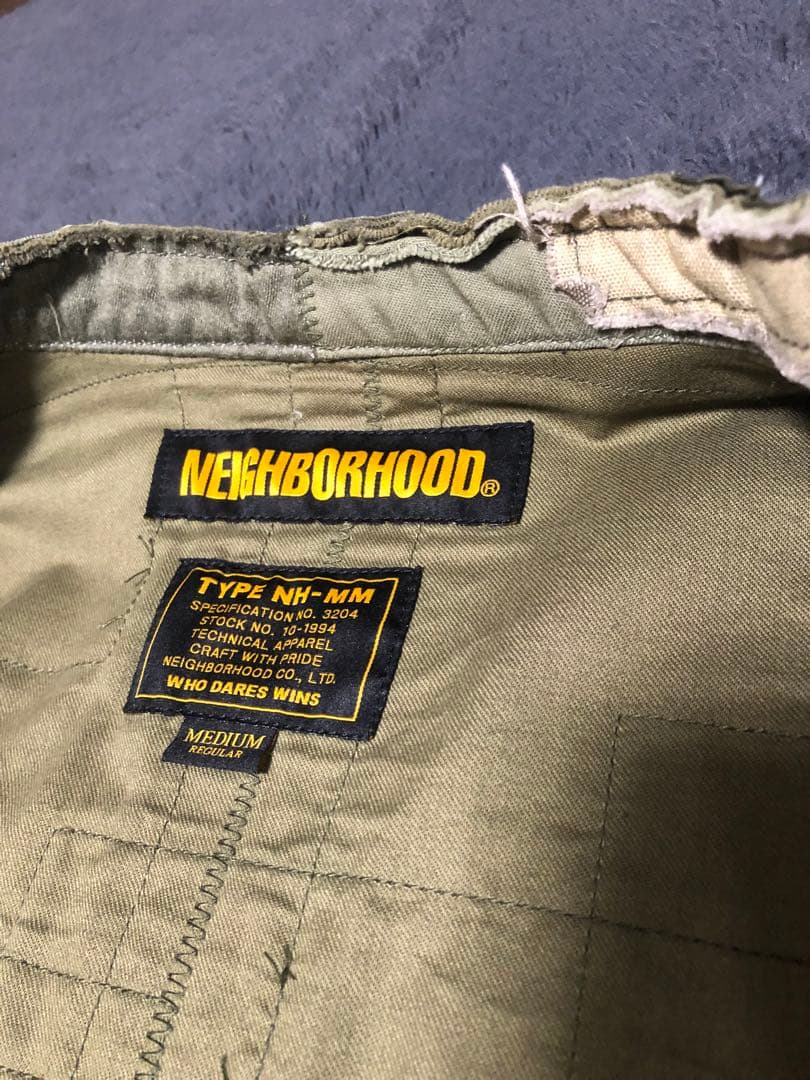 NEIGHBORHOOD®
TYPE NH-MM
SPECIFICATION NO. 3204
STOCK NO. 10-1994
TECHNICAL APPAREL
CRAFT WITH PRIDE
NEIGHBORHOOD CO., LTD.
WHO DARES WINS
MEDIUM
REGULAR